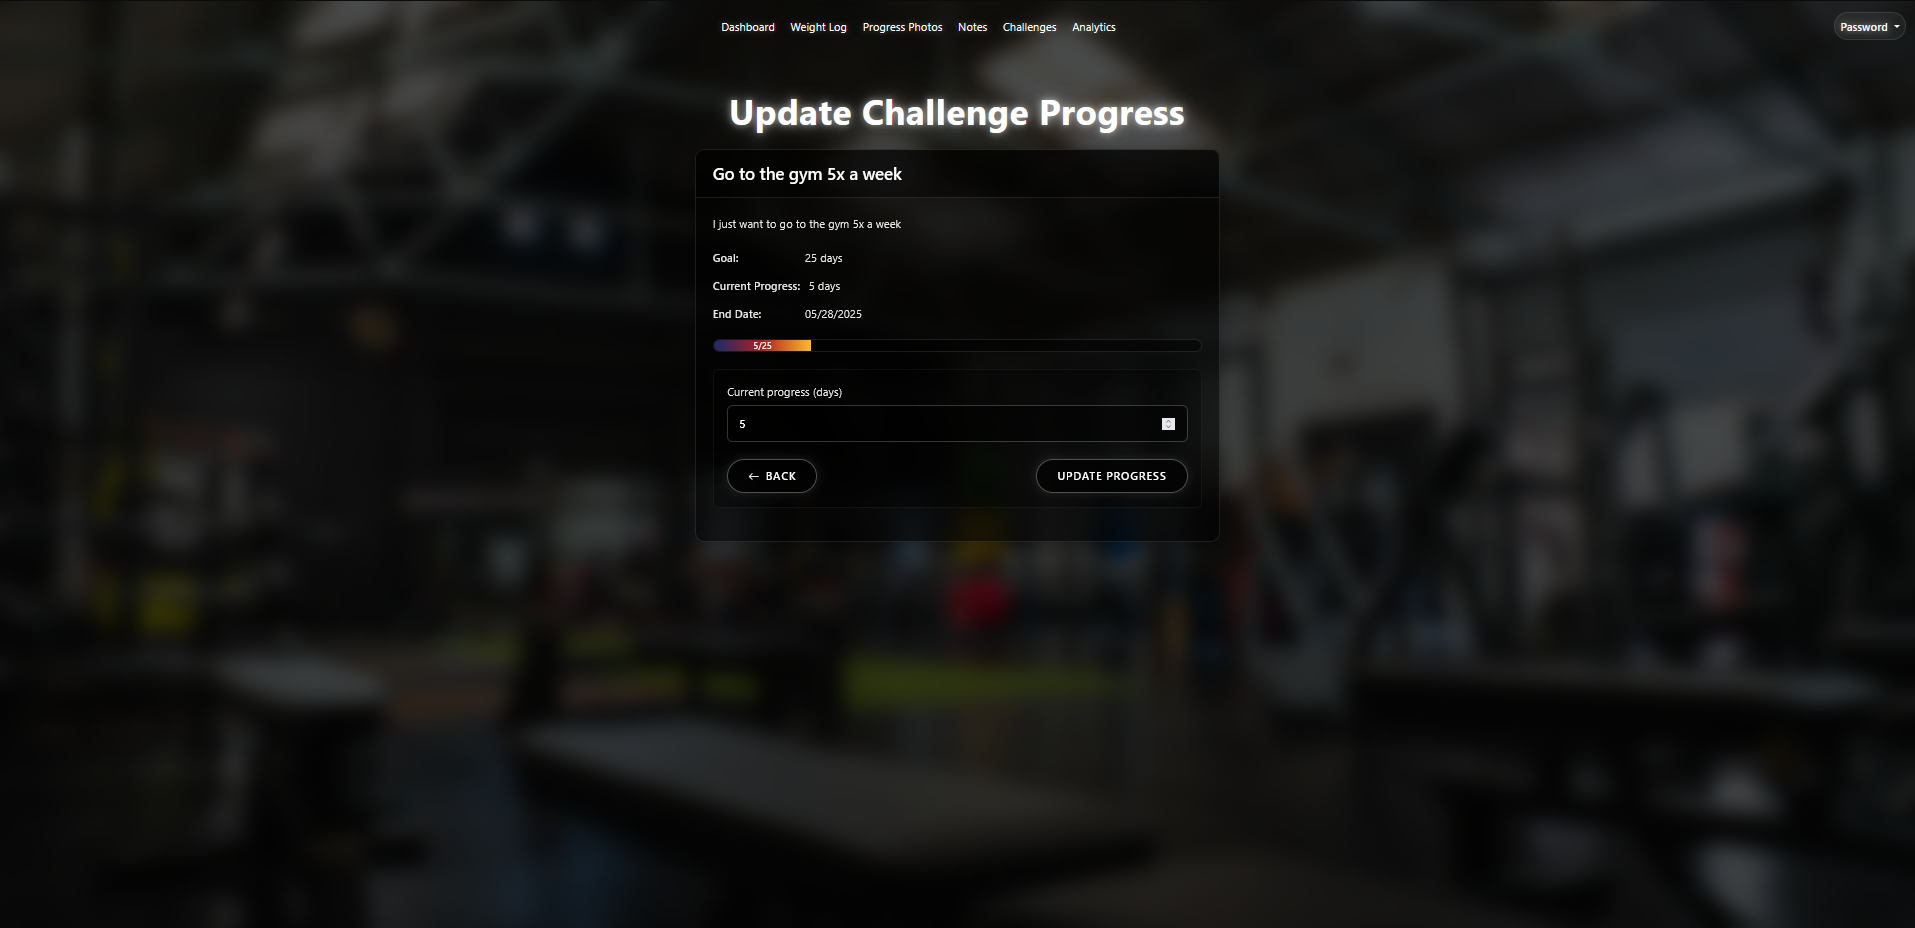 Dashboard Weight Log Progress Photos Notes Challenges Analytics Password
Update Challenge Progress
Go to the gym 5x a week
I just want to go to the gym 5x a week
Goal: 25 days
Current Progress: 5 days
End Date: 05/28/2025
5/25
Current progress (days)
5
← BACK UPDATE PROGRESS